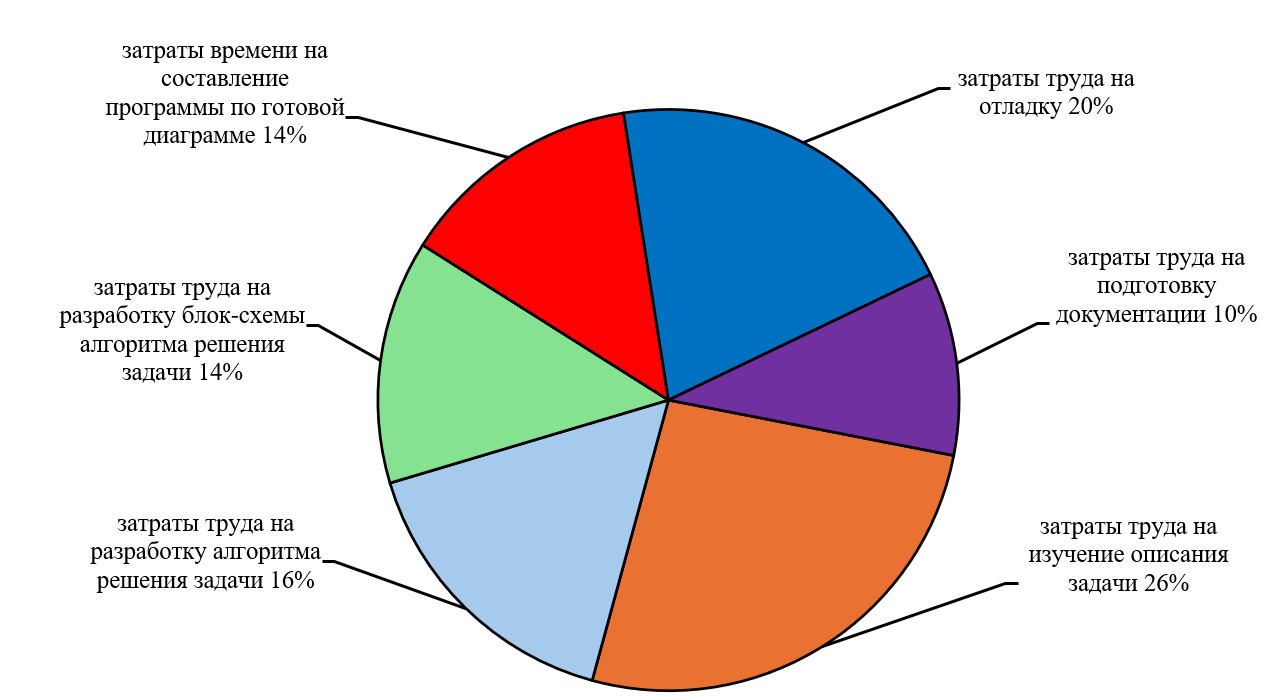 затраты времени на
составление
программы по готовой
диаграмме 14%
затраты труда на
отладку 20%
затраты труда на
подготовку
документации 10%
затраты труда на
разработку блок-схемы
алгоритма решения
задачи 14%
затраты труда на
разработку алгоритма
решения задачи 16%
затраты труда на
изучение описания
задачи 26%